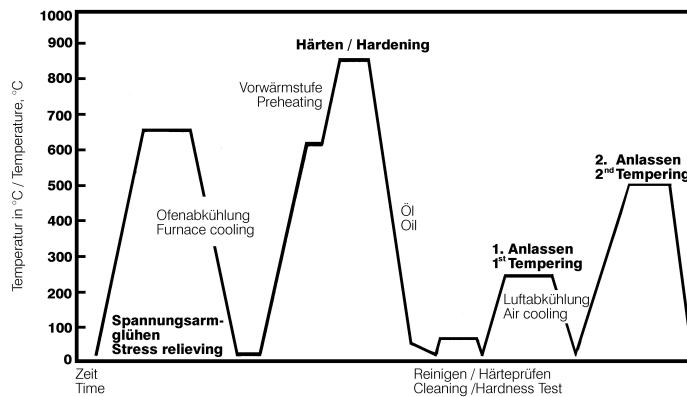 Temperatur in °C / Temperature, °C
1000
900
800
700
600
500
400
300
200
100
0
Härten / Hardening
Vorwärmstufe
Preheating
Ofenabkühlung
Furnace cooling
Spannungsarm-
glühen
Stress relieving
Öl
Oil
1. Anlassen
1st Tempering
Luftabkühlung
Air cooling
2. Anlassen
2nd Tempering
Zeit
Time
Reinigen / Härteprüfen
Cleaning /Hardness Test